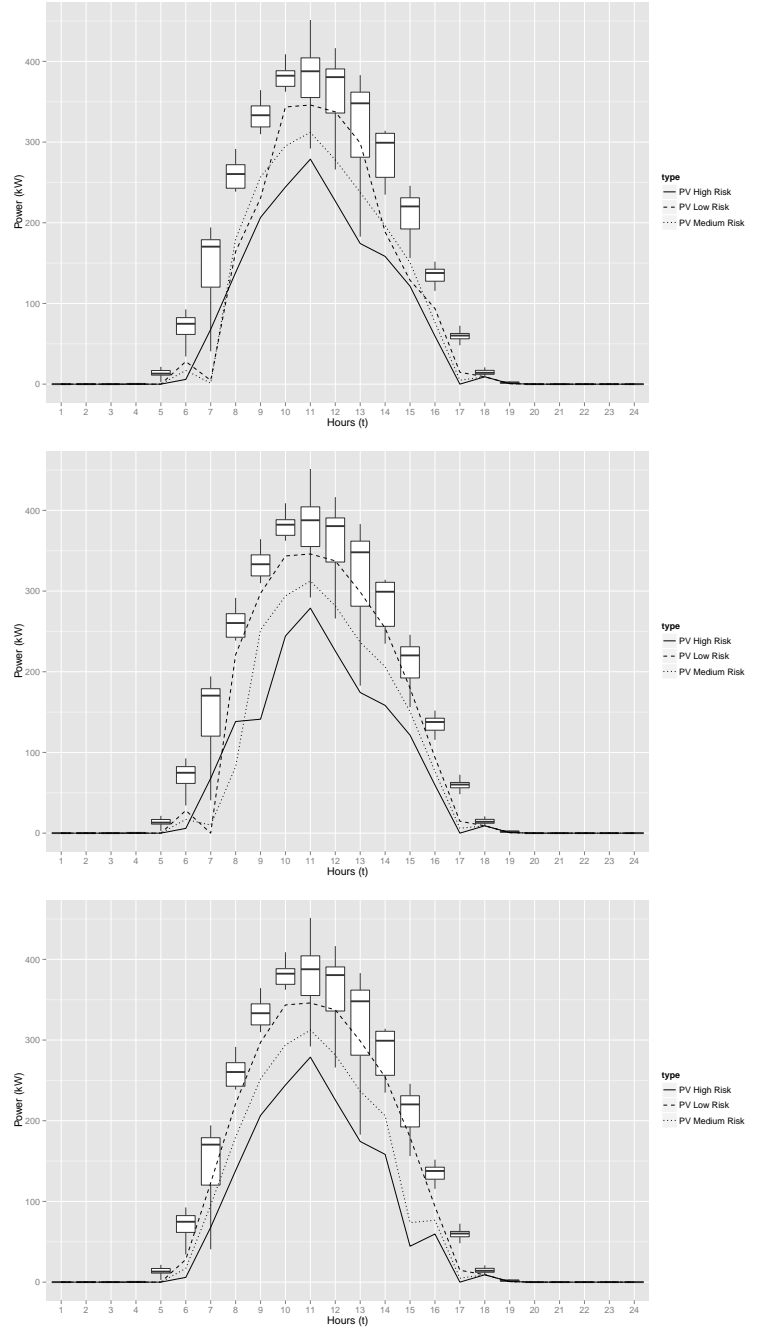 400
300
200
100
0
Power (kW)
1 2 3 4 5 6 7 8 9 10 11 12 13 14 15 16 17 18 19 20 21 22 23 24
Hours (t)
type
PV High Risk
PV Low Risk
PV Medium Risk
400
300
200
100
0
Power (kW)
1 2 3 4 5 6 7 8 9 10 11 12 13 14 15 16 17 18 19 20 21 22 23 24
Hours (t)
type
PV High Risk
PV Low Risk
PV Medium Risk
400
300
200
100
0
Power (kW)
1 2 3 4 5 6 7 8 9 10 11 12 13 14 15 16 17 18 19 20 21 22 23 24
Hours (t)
type
PV High Risk
PV Low Risk
PV Medium Risk